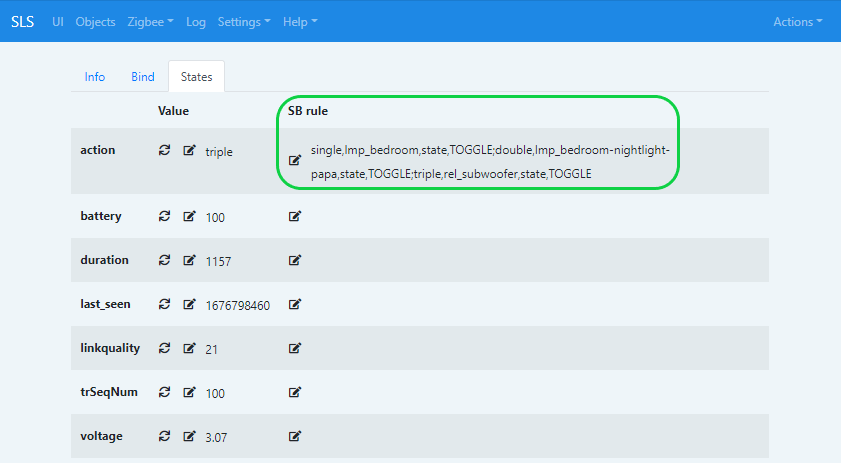 SLS UI Objects Zigbee Log Settings Help Actions
Info Bind States
Value SB rule
action triple single,lmp_bedroom,state,TOGGLE;double,lmp_bedroom-nightlight-
papa,state,TOGGLE;triple,rel_subwoofer,state,TOGGLE
battery 100
duration 1157
last_seen 1676798460
linkquality 21
trSeqNum 100
voltage 3.07